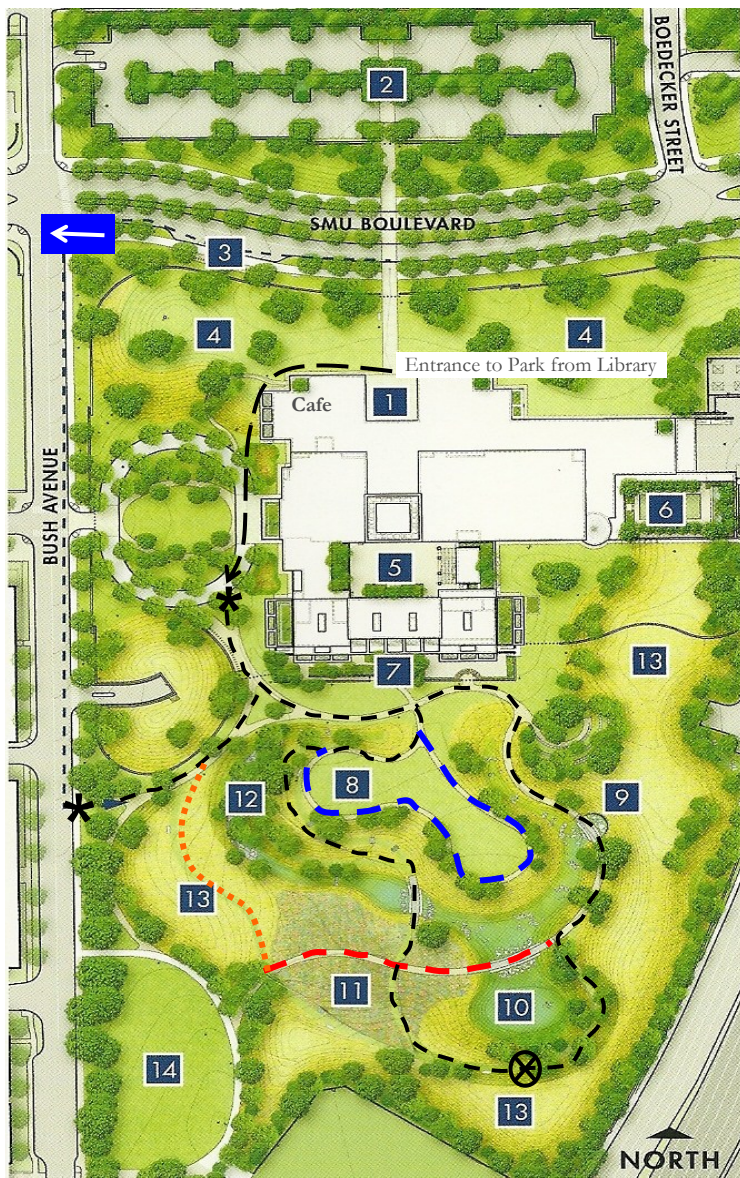 BOEDECKER STREET
2
SMU BOULEVARD
3
4
4
Entrance to Park from Library
Cafe
1
BUSH AVENUE
6
5
7
13
8
12
9
13
11
10
14
13
NORTH